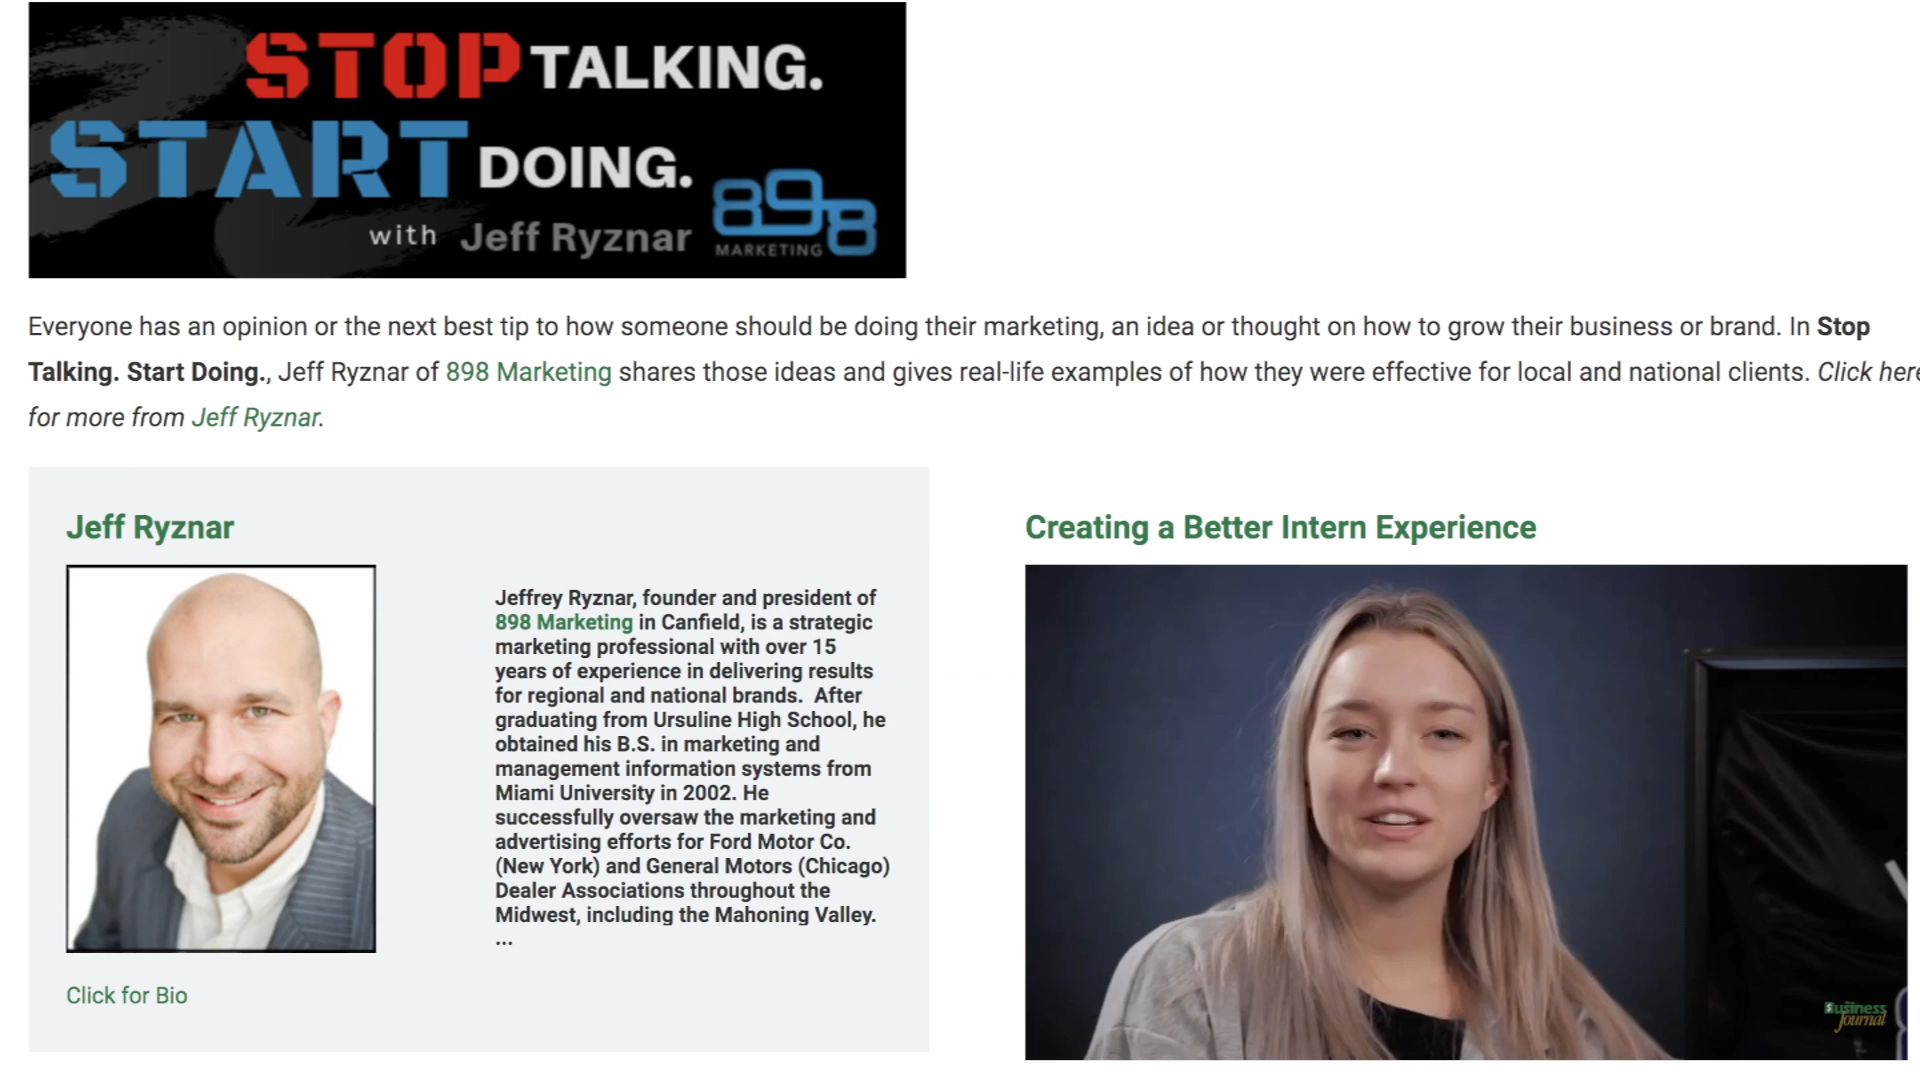 STOP TALKING.
START DOING.
with Jeff Ryznar
898
MARKETING
Everyone has an opinion or the next best tip to how someone should be doing their marketing, an idea or thought on how to grow their business or brand. In Stop
Talking. Start Doing., Jeff Ryznar of 898 Marketing shares those ideas and gives real-life examples of how they were effective for local and national clients. Click here
for more from Jeff Ryznar.
Jeff Ryznar
Jeffrey Ryznar, founder and president of
898 Marketing in Canfield, is a strategic
marketing professional with over 15
years of experience in delivering results
for regional and national brands.  After
graduating from Ursuline High School, he
obtained his B.S. in marketing and
management information systems from
Miami University in 2002. He
successfully oversaw the marketing and
advertising efforts for Ford Motor Co.
(New York) and General Motors (Chicago)
Dealer Associations throughout the
Midwest, including the Mahoning Valley.
...
Click for Bio
Creating a Better Intern Experience
Business
Journal